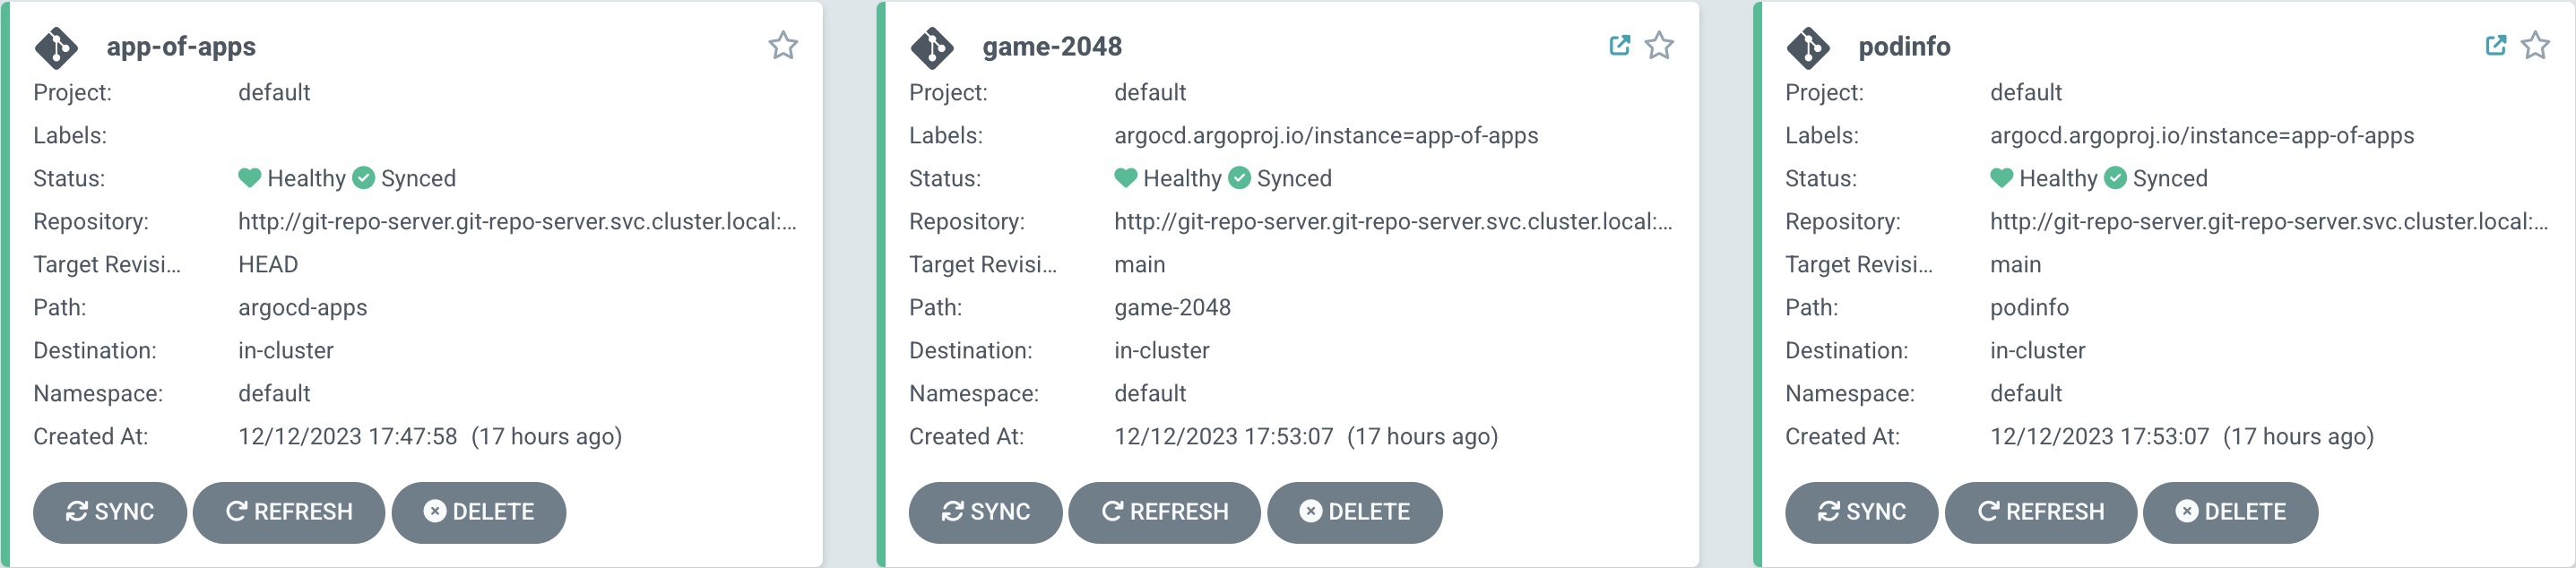 app-of-apps
Project: default
Labels:
Status: Healthy Synced
Repository: http://git-repo-server.git-repo-server.svc.cluster.local:...
Target Revisi... HEAD
Path: argocd-apps
Destination: in-cluster
Namespace: default
Created At: 12/12/2023 17:47:58 (17 hours ago)
SYNC REFRESH DELETE
game-2048
Project: default
Labels: argocd.argoproj.io/instance=app-of-apps
Status: Healthy Synced
Repository: http://git-repo-server.git-repo-server.svc.cluster.local:...
Target Revisi... main
Path: game-2048
Destination: in-cluster
Namespace: default
Created At: 12/12/2023 17:53:07 (17 hours ago)
SYNC REFRESH DELETE
podinfo
Project: default
Labels: argocd.argoproj.io/instance=app-of-apps
Status: Healthy Synced
Repository: http://git-repo-server.git-repo-server.svc.cluster.local:...
Target Revisi... main
Path: podinfo
Destination: in-cluster
Namespace: default
Created At: 12/12/2023 17:53:07 (17 hours ago)
SYNC REFRESH DELETE